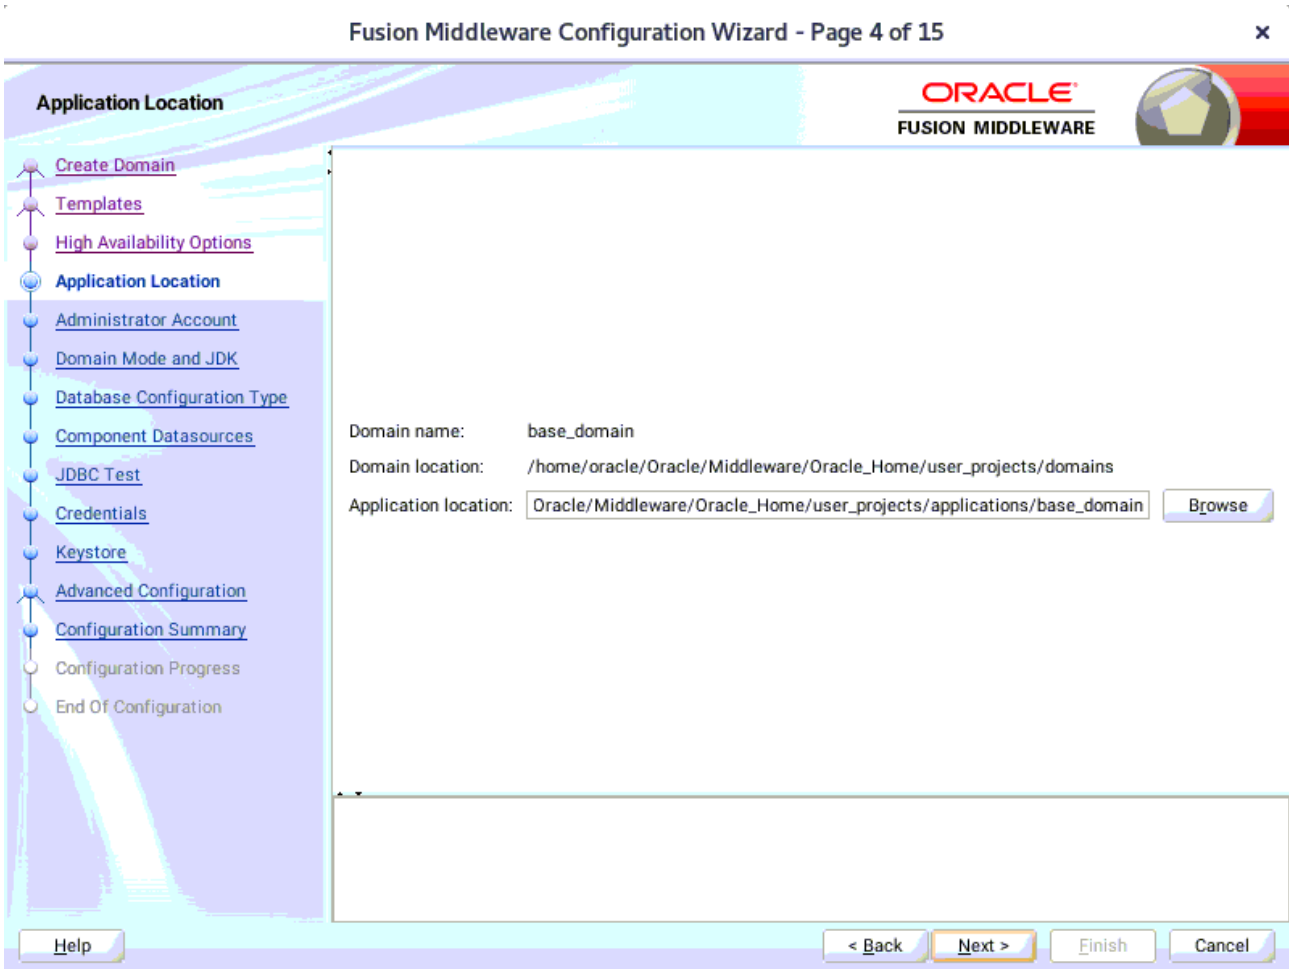 Fusion Middleware Configuration Wizard - Page 4 of 15
Application Location
ORACLE
FUSION MIDDLEWARE
Create Domain
Templates
High Availability Options
Application Location
Administrator Account
Domain Mode and JDK
Database Configuration Type
Component Datasources
JDBC Test
Credentials
Keystore
Advanced Configuration
Configuration Summary
Configuration Progress
End Of Configuration
Domain name: base_domain
Domain location: /home/oracle/Oracle/Middleware/Oracle_Home/user_projects/domains
Application location: Oracle/Middleware/Oracle_Home/user_projects/applications/base_domain Browse
Help < Back Next > Finish Cancel